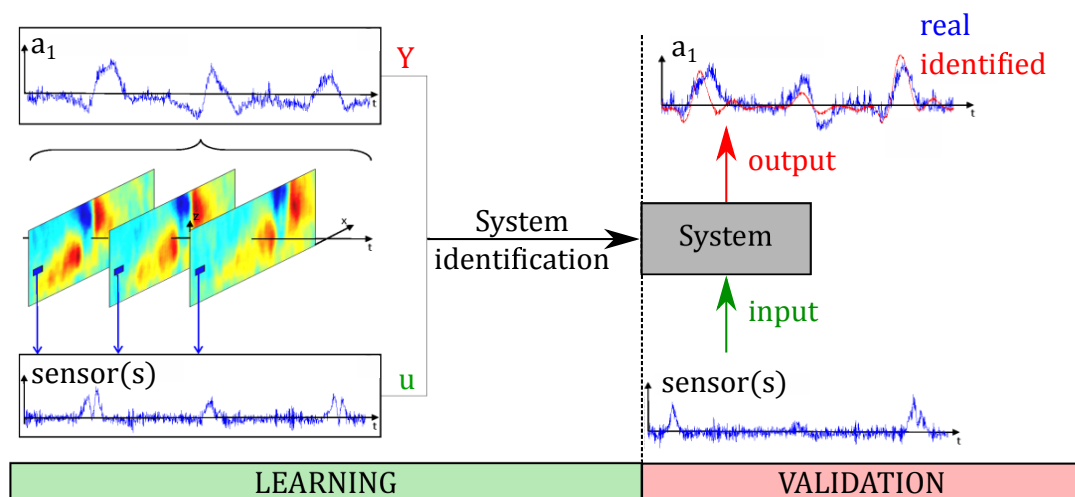 a1
t
Y
z
x
t
sensor(s)
t
u
LEARNING
System
identification
real
identified
a1
t
output
System
input
sensor(s)
t
VALIDATION